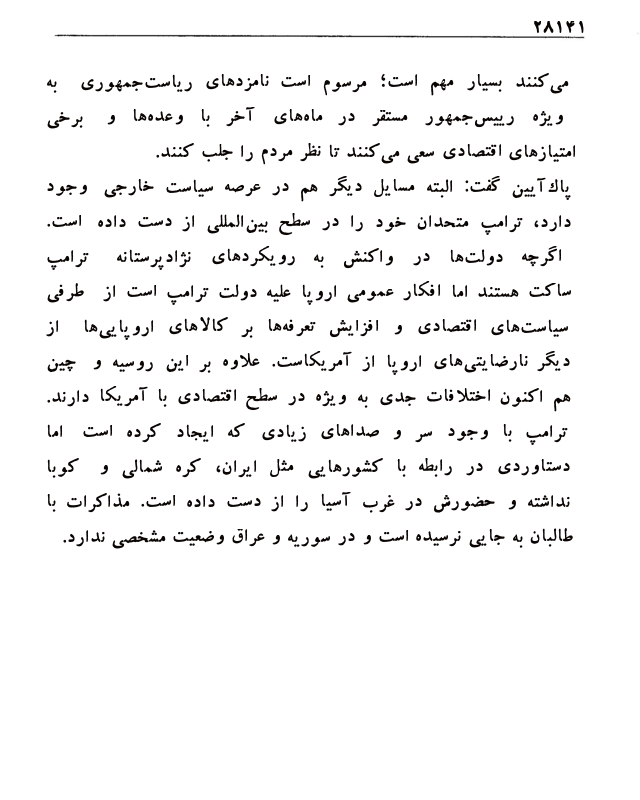 ۲۸۱۴۱
می‌کنند بسیار مهم است؛ مرسوم است نامزدهای ریاست‌جمهوری به
ویژه رییس‌جمهور مستقر در ماه‌های آخر با وعده‌ها و برخی
امتیازهای اقتصادی سعی می‌کنند تا نظر مردم را جلب کنند.
پاك‌آیین گفت: البته مسایل دیگر هم در عرصه سیاست خارجی وجود
دارد، ترامپ متحدان خود را در سطح بین‌المللی از دست داده است.
اگرچه دولت‌ها در واکنش به رویکردهای نژادپرستانه ترامپ
ساکت هستند اما افکار عمومی اروپا علیه دولت ترامپ است از طرفی
سیاست‌های اقتصادی و افزایش تعرفه‌ها بر کالاهای اروپایی‌ها از
دیگر نارضایتی‌های اروپا از آمریکاست. علاوه بر این روسیه و چین
هم اکنون اختلافات جدی به ویژه در سطح اقتصادی با آمریکا دارند.
ترامپ با وجود سر و صداهای زیادی که ایجاد کرده است اما
دستاوردی در رابطه با کشورهایی مثل ایران، کره شمالی و کوبا
نداشته و حضورش در غرب آسیا را از دست داده است. مذاکرات با
طالبان به جایی نرسیده است و در سوریه و عراق وضعیت مشخصی ندارد.